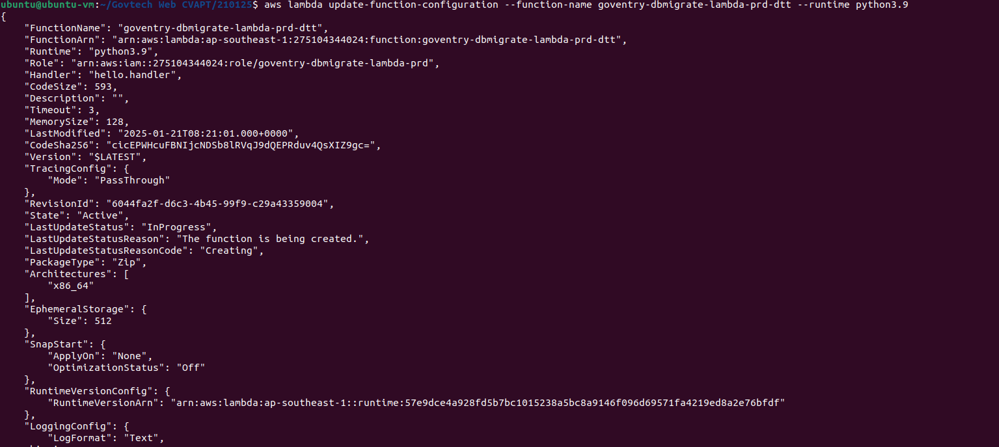 ubuntu@ubuntu-vm:~/Govtech Web CVAPT/210125$ aws lambda update-function-configuration --function-name goventry-dbmigrate-lambda-prd-dtt --runtime python3.9
{
    "FunctionName": "goventry-dbmigrate-lambda-prd-dtt",
    "FunctionArn": "arn:aws:lambda:ap-southeast-1:275104344024:function:goventry-dbmigrate-lambda-prd-dtt",
    "Runtime": "python3.9",
    "Role": "arn:aws:iam::275104344024:role/goventry-dbmigrate-lambda-prd",
    "Handler": "hello.handler",
    "CodeSize": 593,
    "Description": "",
    "Timeout": 3,
    "MemorySize": 128,
    "LastModified": "2025-01-21T08:21:01.000+0000",
    "CodeSha256": "cicEPWHcuFBNIjcNDSb8lRVqJ9dQEPRduv4QsXIZ9gc=",
    "Version": "$LATEST",
    "TracingConfig": {
        "Mode": "PassThrough"
    },
    "RevisionId": "6044fa2f-d6c3-4b45-99f9-c29a43359004",
    "State": "Active",
    "LastUpdateStatus": "InProgress",
    "LastUpdateStatusReason": "The function is being created.",
    "LastUpdateStatusReasonCode": "Creating",
    "PackageType": "Zip",
    "Architectures": [
        "x86_64"
    ],
    "EphemeralStorage": {
        "Size": 512
    },
    "SnapStart": {
        "ApplyOn": "None",
        "OptimizationStatus": "Off"
    },
    "RuntimeVersionConfig": {
        "RuntimeVersionArn": "arn:aws:lambda:ap-southeast-1::runtime:57e9dce4a928fd5b7bc1015238a5bc8a9146f096d69571fa4219ed8a2e76bfdf"
    },
    "LoggingConfig": {
        "LogFormat": "Text",